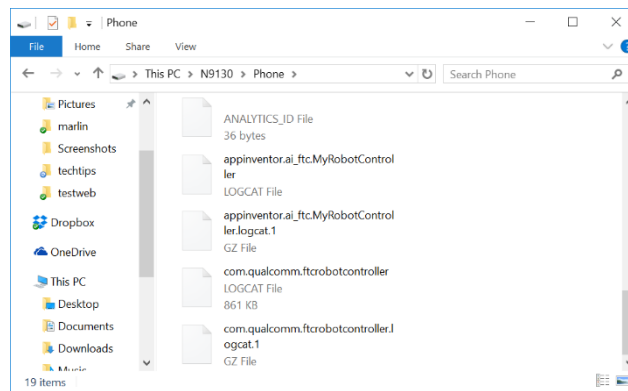 Phone
File Home Share View
This PC > N9130 > Phone >
Search Phone
Pictures
marlin
Screenshots
techtips
testweb
Dropbox
OneDrive
This PC
Desktop
Documents
Downloads
Music
ANALYTICS_ID File
36 bytes
appinventor.ai_ftc.MyRobotControl
ler
LOGCAT File
appinventor.ai_ftc.MyRobotControl
ler.logcat.1
GZ File
com.qualcomm.ftcrobotcontroller
LOGCAT File
861 KB
com.qualcomm.ftcrobotcontroller.l
ogcat.1
GZ File
19 items